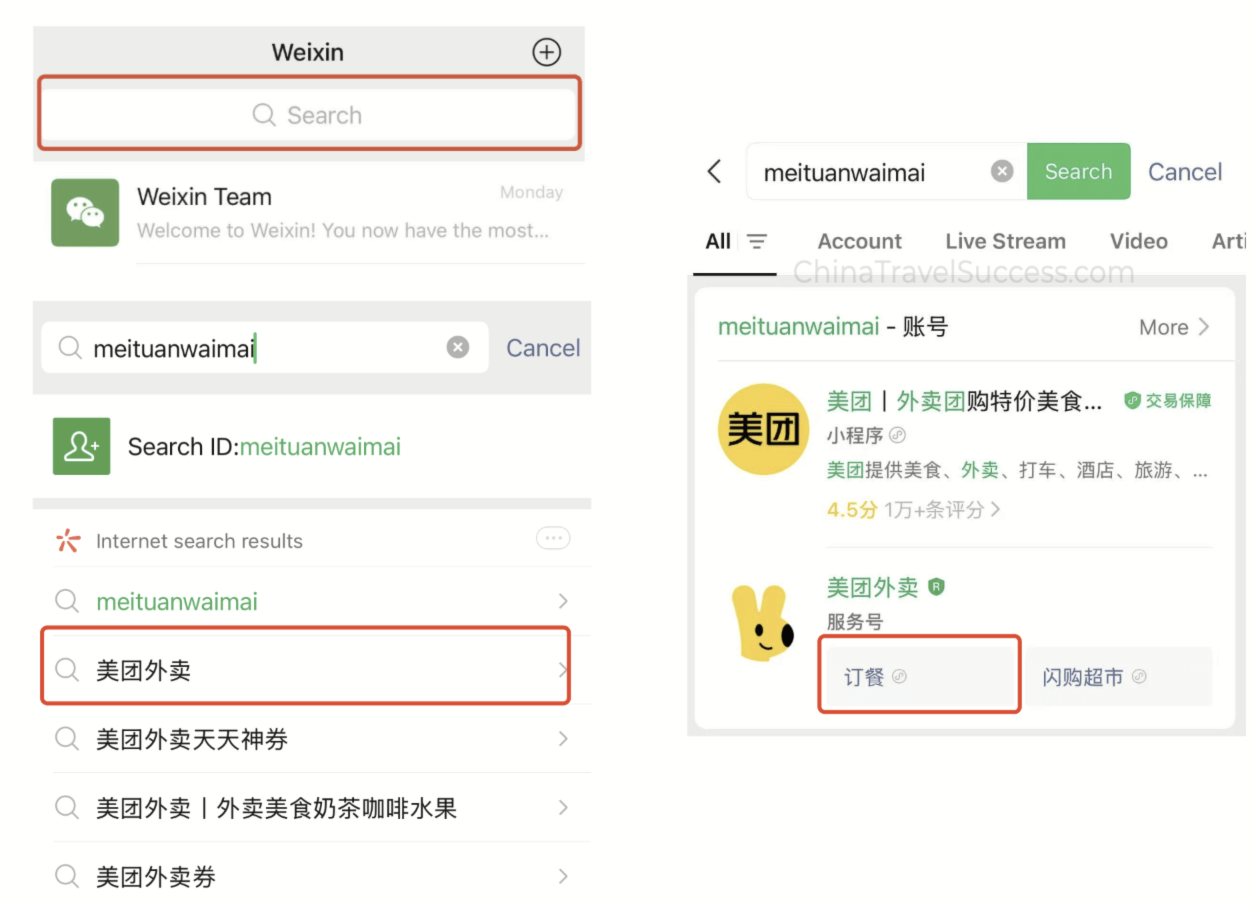 Weixin
Search
Weixin Team
Monday
Welcome to Weixin! You now have the most...
meituanwaimai
Cancel
Search ID:meituanwaimai
Internet search results
meituanwaimai
美团外卖
美团外卖天天神券
美团外卖丨外卖美食奶茶咖啡水果
美团外卖券
meituanwaimai
Search
Cancel
All
Account
Live Stream
Video
Arti
ChinaTravelSuccess.com
meituanwaimai - 账号
More
美团
美团丨外卖团购特价美食...
交易保障
小程序
美团提供美食、外卖、打车、酒店、旅游、...
4.5分 1万+条评分
美团外卖
R
服务号
订餐
闪购超市